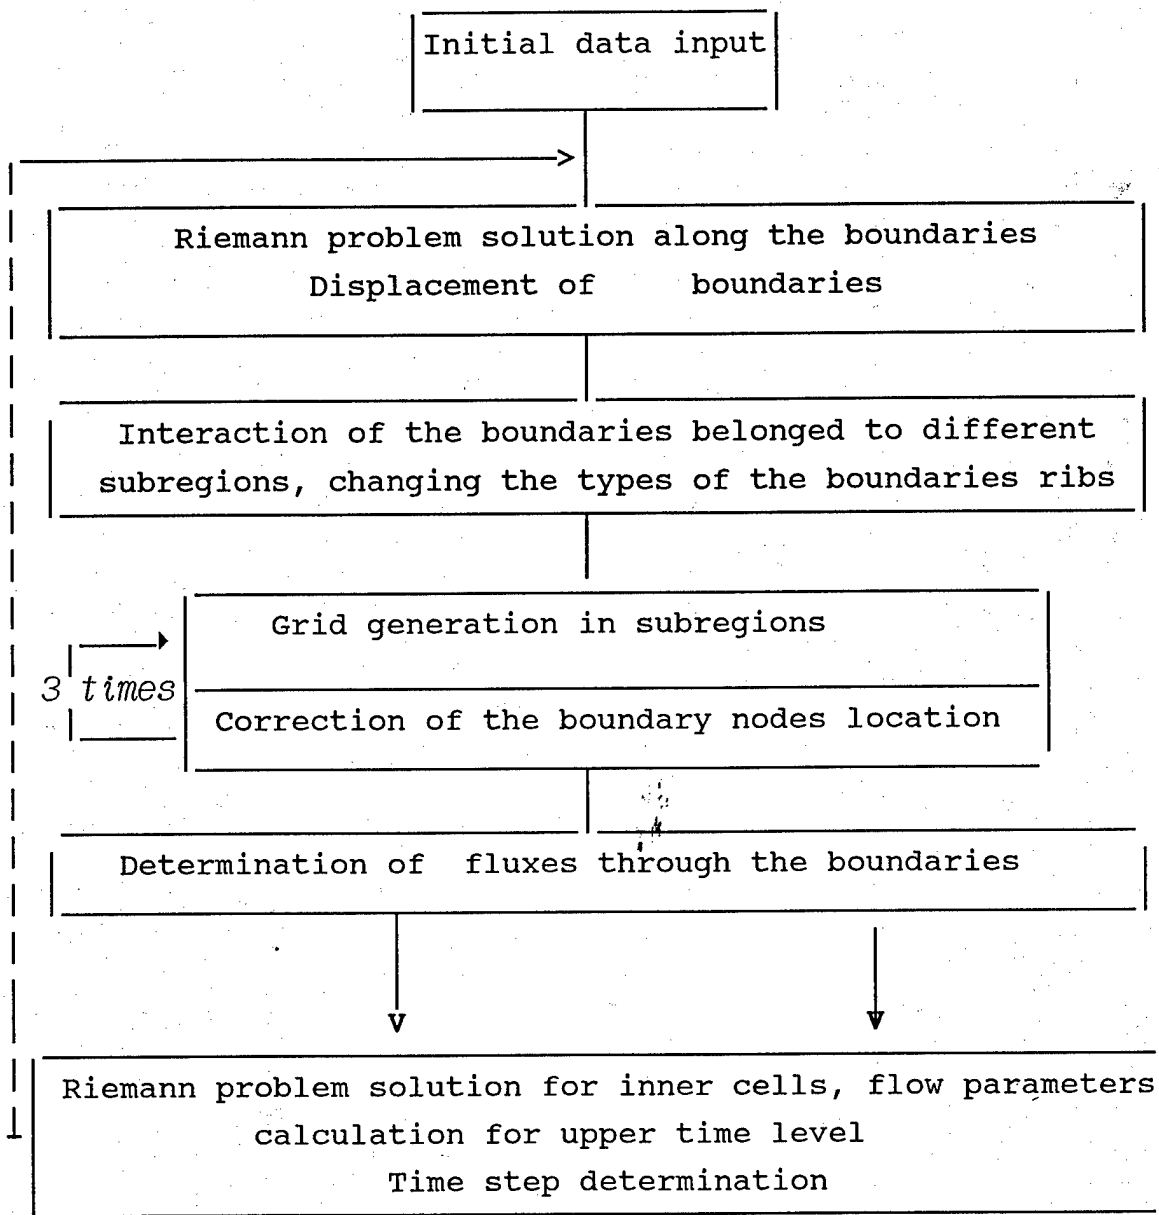 Initial data input
Riemann problem solution along the boundaries
Displacement of boundaries
Interaction of the boundaries belonged to different
subregions, changing the types of the boundaries ribs
Grid generation in subregions
3 times
Correction of the boundary nodes location
Determination of fluxes through the boundaries
Riemann problem solution for inner cells, flow parameters
calculation for upper time level
Time step determination